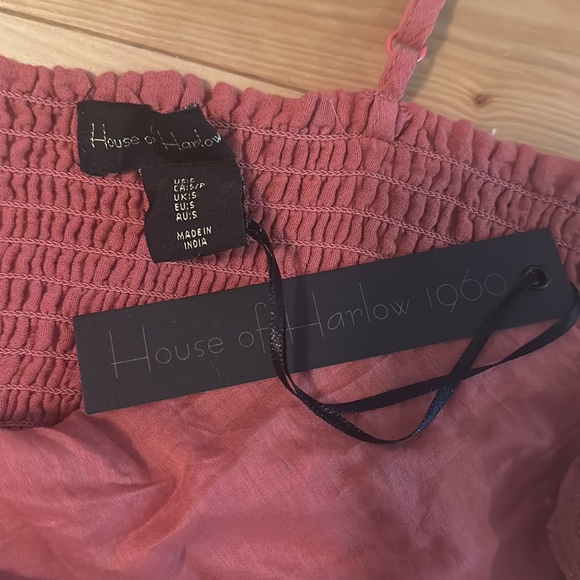 House of Harlow
US:S
CA:S/P
UK:S
EU:S
AU:S
MADE IN
INDIA
House of Harlow 1960